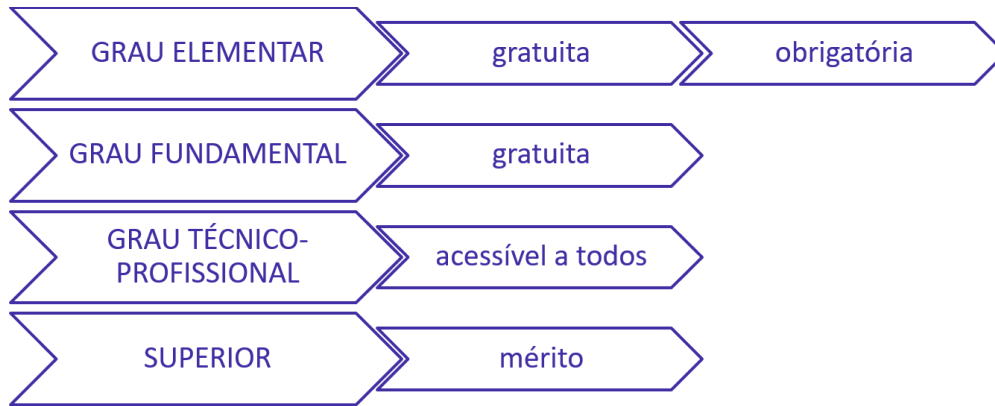 GRAU ELEMENTAR
gratuita
obrigatória
GRAU FUNDAMENTAL
gratuita
GRAU TÉCNICO-
PROFISSIONAL
acessível a todos
SUPERIOR
mérito